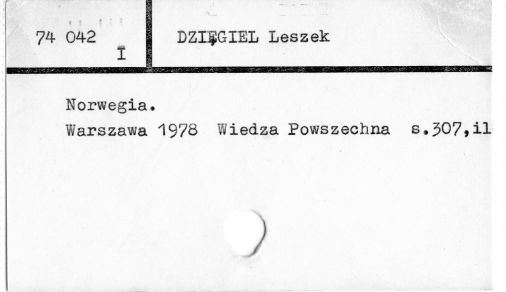 74 042
I
DZIĘGIEL Leszek
Norwegia.
Warszawa 1978 Wiedza Powszechna s.307,il